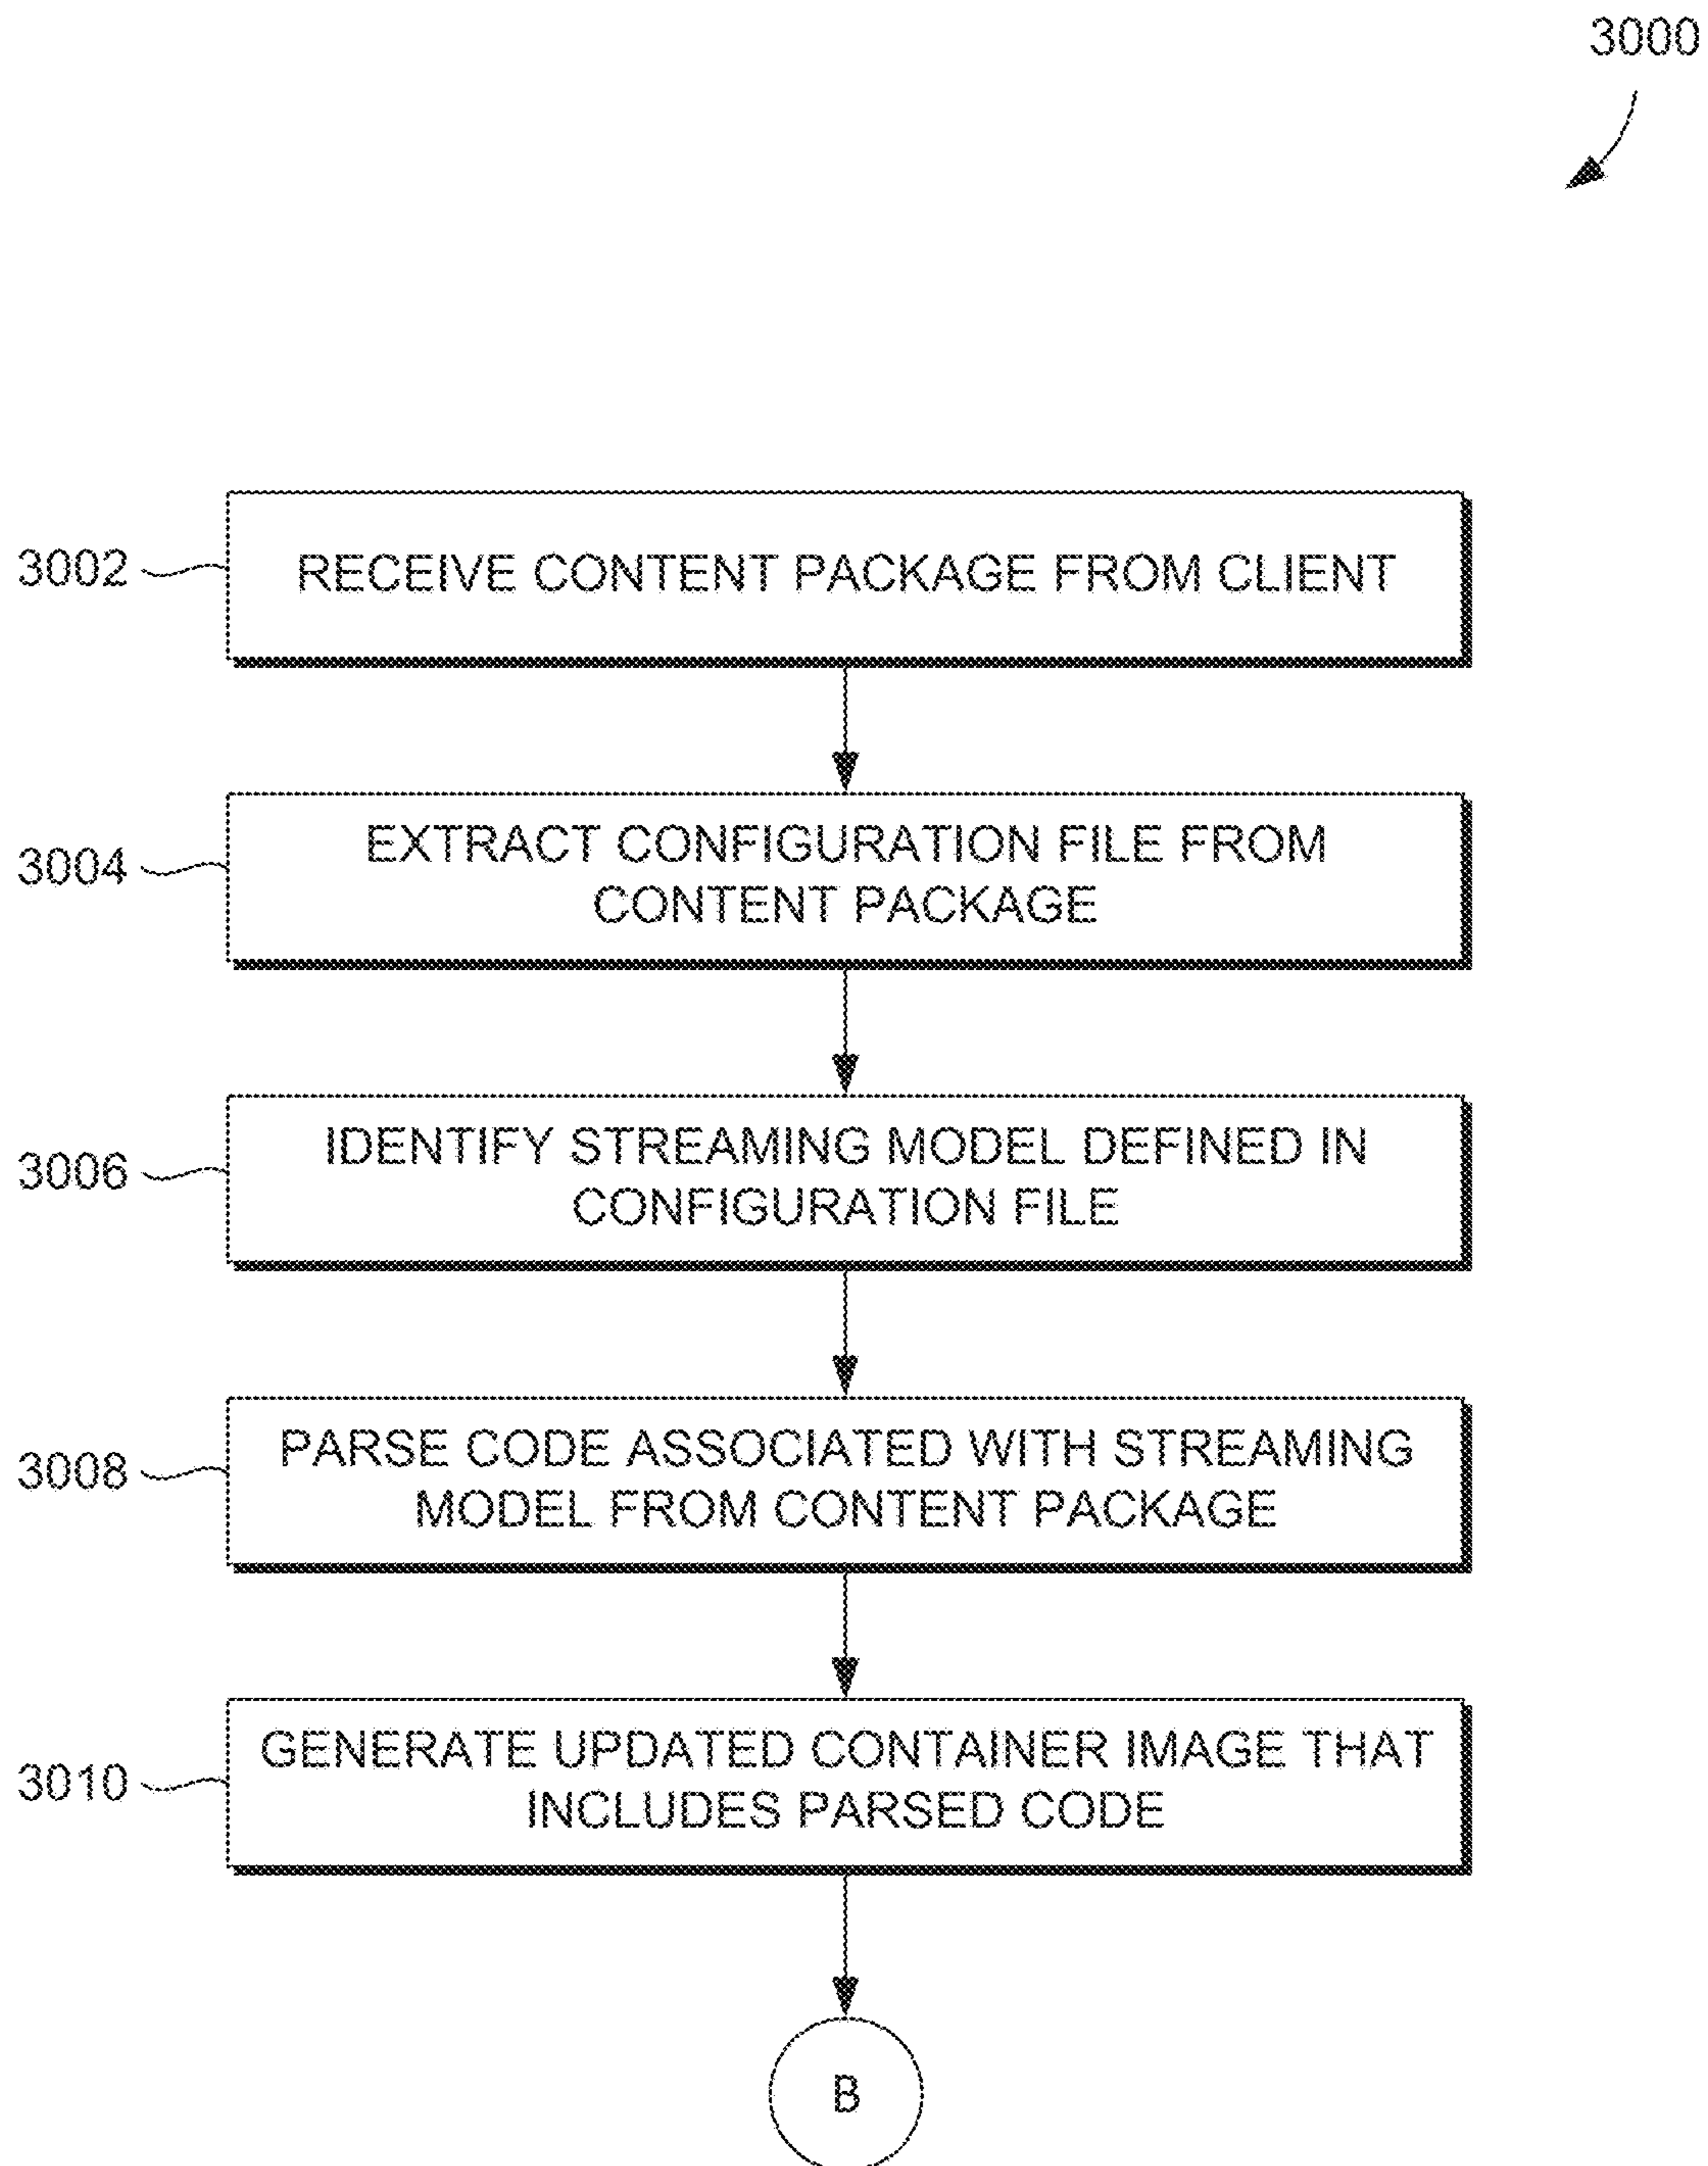 3000
3002
RECEIVE CONTENT PACKAGE FROM CLIENT
3004
EXTRACT CONFIGURATION FILE FROM
CONTENT PACKAGE
3006
IDENTIFY STREAMING MODEL DEFINED IN
CONFIGURATION FILE
3008
PARSE CODE ASSOCIATED WITH STREAMING
MODEL FROM CONTENT PACKAGE
3010
GENERATE UPDATED CONTAINER IMAGE THAT
INCLUDES PARSED CODE
B